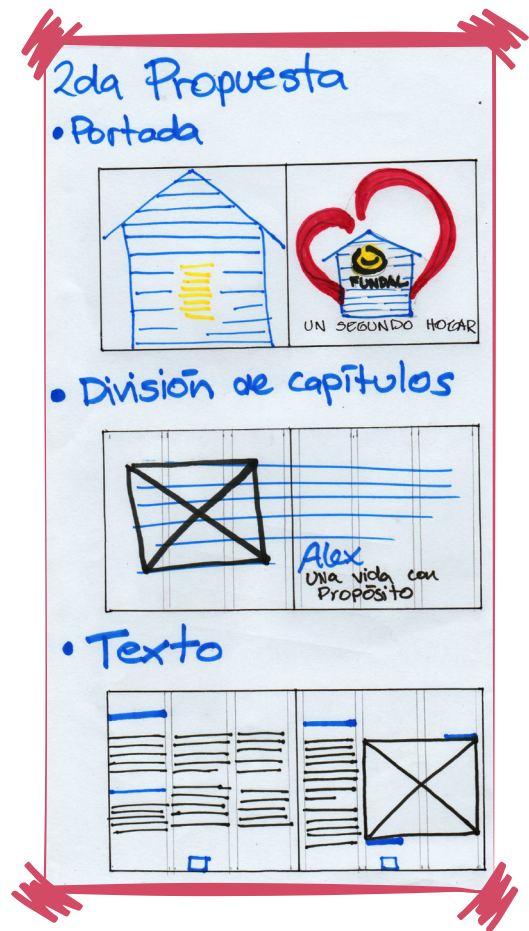 2da Propuesta
• Portada
FUNDAL
UN SEGUNDO HOGAR
• División de capítulos
Alex
una vida con
Propósito
• Texto